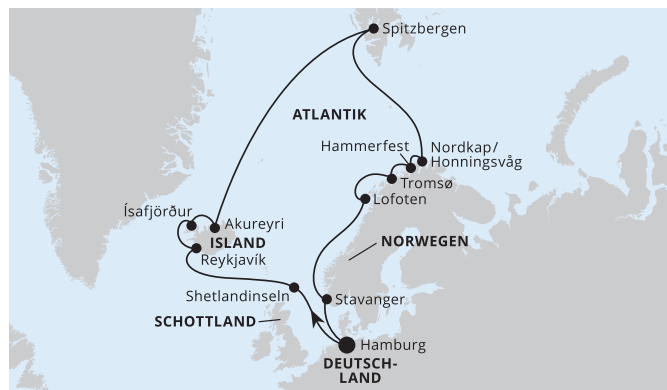 Spitzbergen
ATLANTIK
Hammerfest
Nordkap/
Honningsvåg
Tromsø
Lofoten
Ísafjörður
Akureyri
ISLAND
NORWEGEN
Reykjavík
Shetlandinseln
Stavanger
SCHOTTLAND
Hamburg
DEUTSCH-
LAND